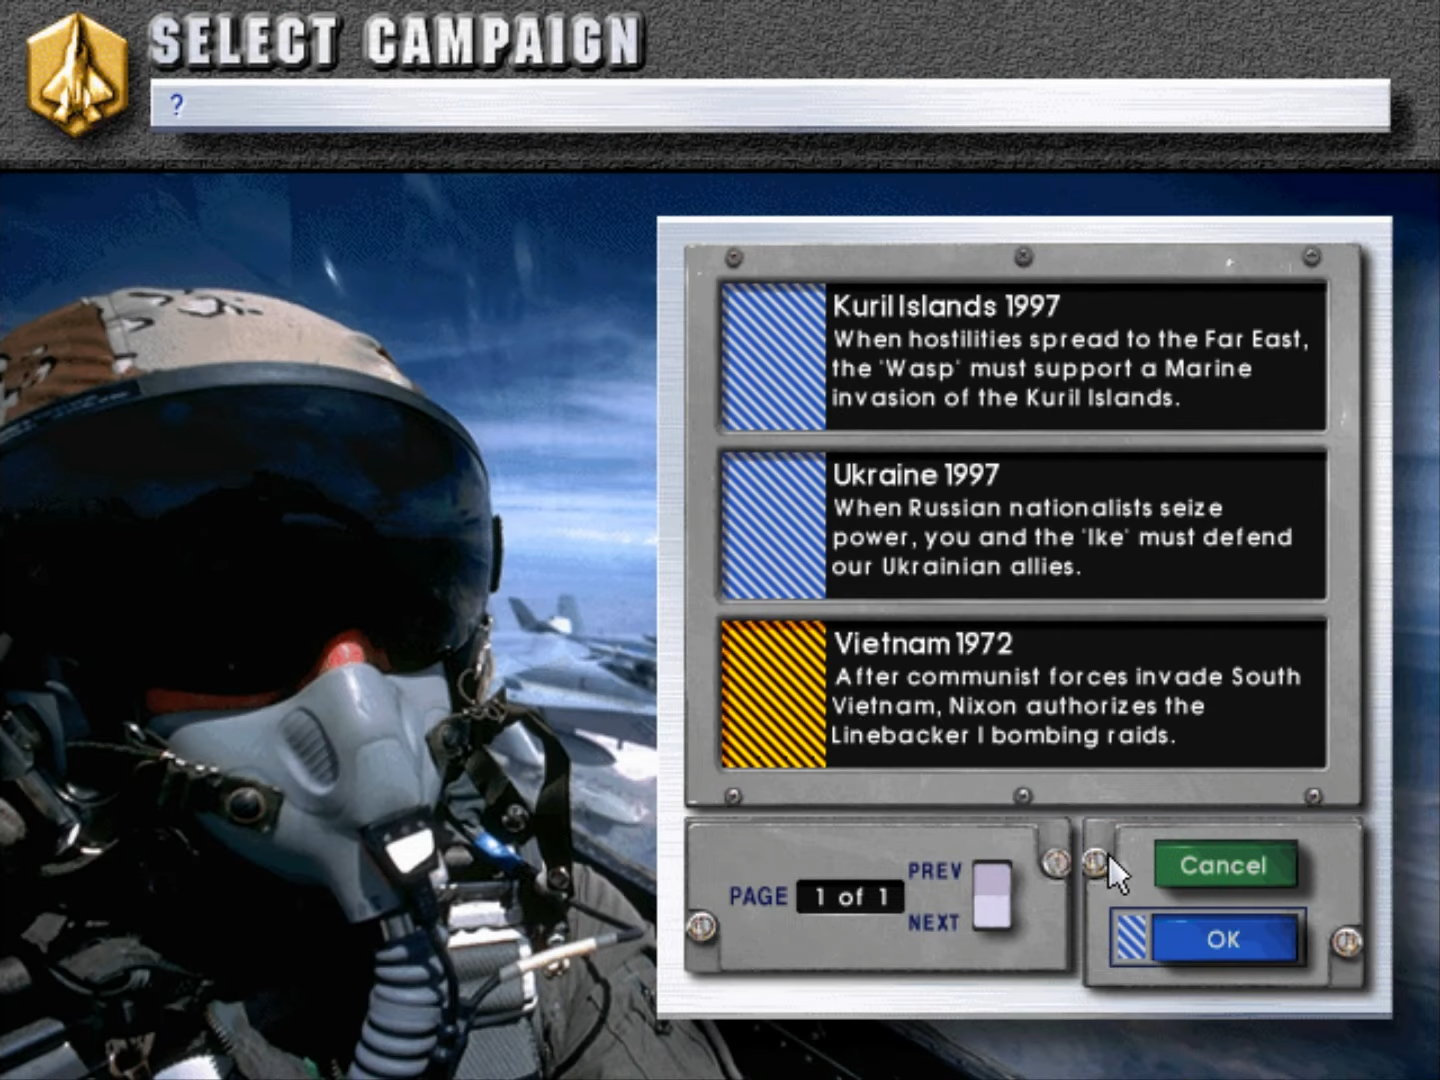 SELECT CAMPAIGN
?
Kuril Islands 1997
When hostilities spread to the Far East,
the 'Wasp' must support a Marine
invasion of the Kuril Islands.
Ukraine 1997
When Russian nationalists seize
power, you and the 'Ike' must defend
our Ukrainian allies.
Vietnam 1972
After communist forces invade South
Vietnam, Nixon authorizes the
Linebacker I bombing raids.
PREV
PAGE 1 of 1
NEXT
Cancel
OK